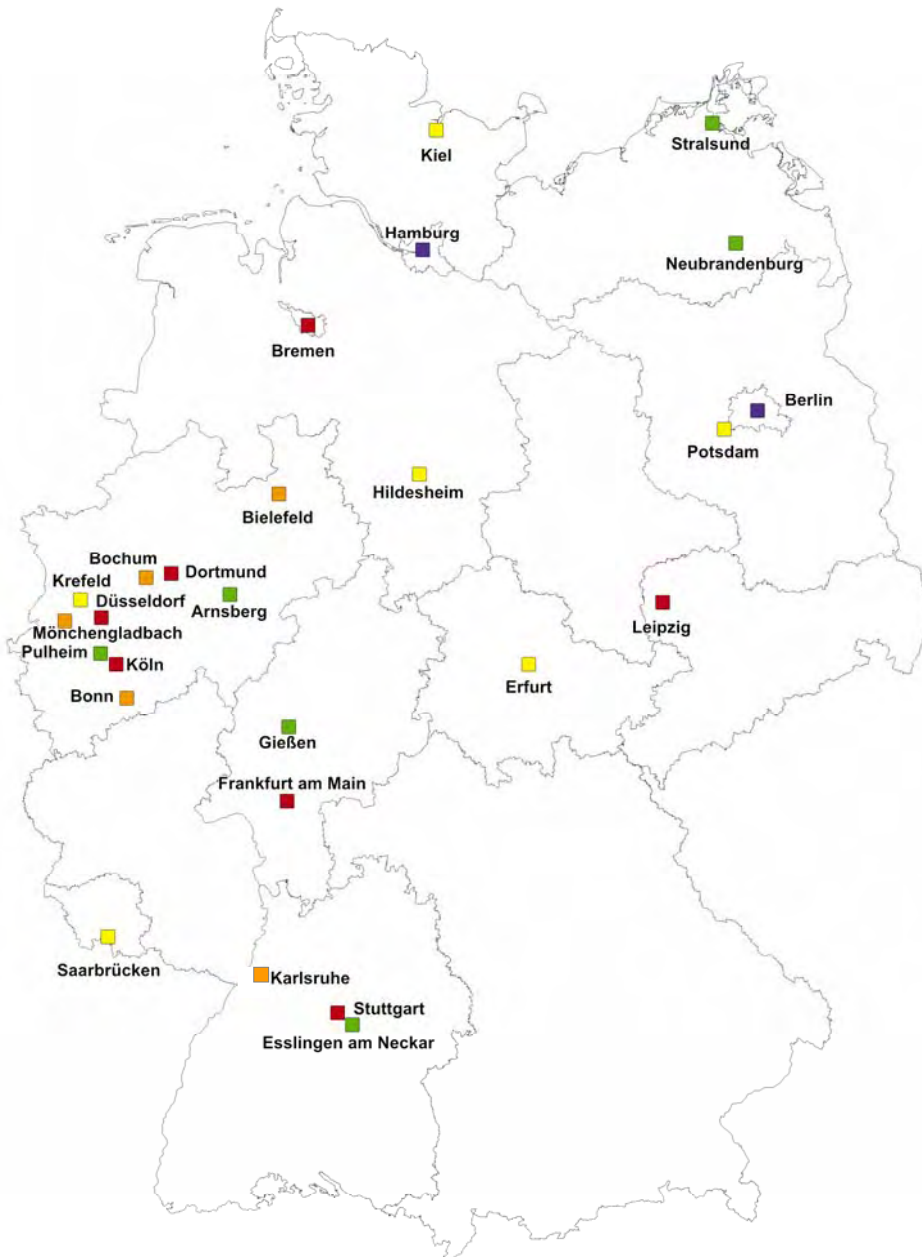 Kiel
Stralsund
Hamburg
Neubrandenburg
Bremen
Berlin
Potsdam
Hildesheim
Bielefeld
Bochum
Dortmund
Krefeld
Düsseldorf
Arnsberg
Mönchengladbach
Leipzig
Pulheim
Köln
Erfurt
Bonn
Gießen
Frankfurt am Main
Saarbrücken
Karlsruhe
Stuttgart
Esslingen am Neckar